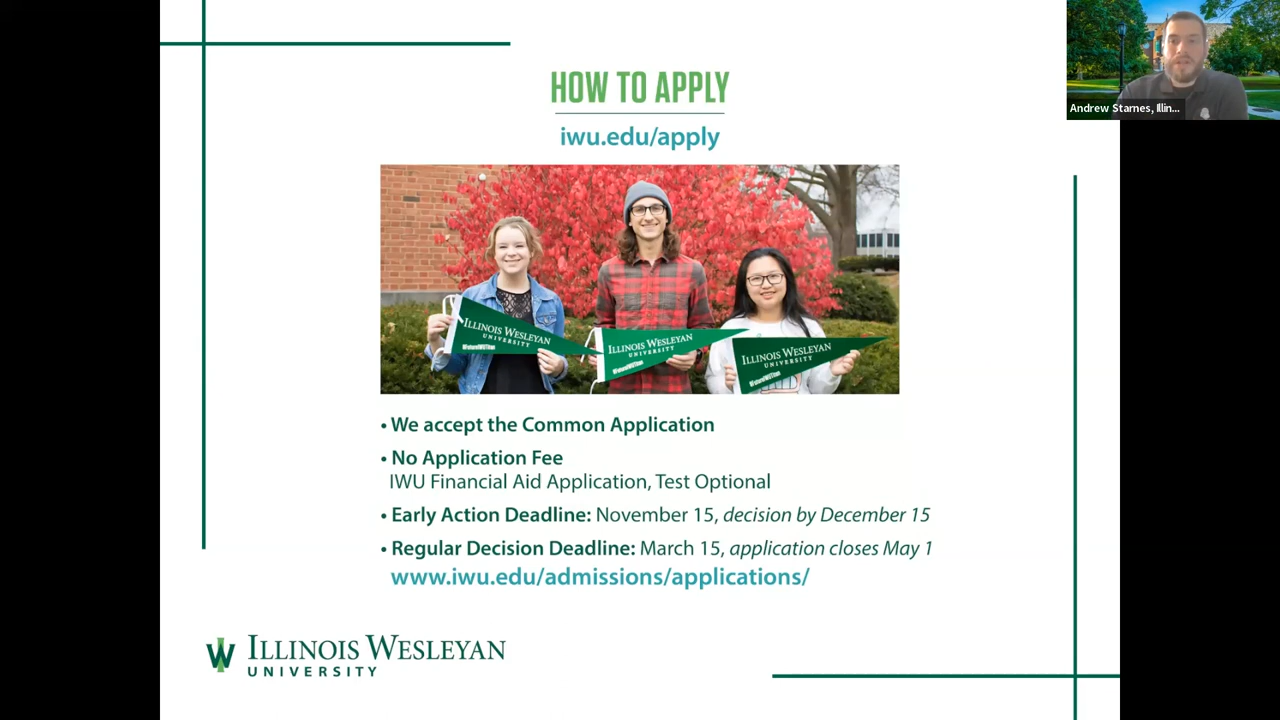 HOW TO APPLY
iwu.edu/apply
Andrew Starnes, Illin...
ILLINOIS WESLEYAN
UNIVERSITY
#FutureIWUTitan
ILLINOIS WESLEYAN
UNIVERSITY
#FutureIWUTitan
ILLINOIS WESLEYAN
UNIVERSITY
#FutureIWUTitan
• We accept the Common Application
• No Application Fee
IWU Financial Aid Application, Test Optional
• Early Action Deadline: November 15, decision by December 15
• Regular Decision Deadline: March 15, application closes May 1
www.iwu.edu/admissions/applications/
ILLINOIS WESLEYAN
UNIVERSITY